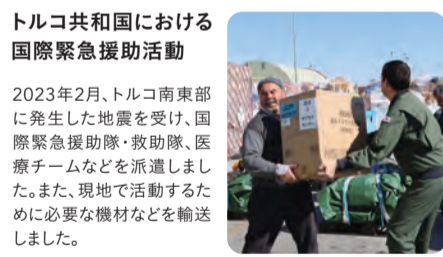 トルコ共和国における
国際緊急援助活動
2023年2月、トルコ南東部
に発生した地震を受け、国
際緊急援助隊・救助隊、医
療チームなどを派遣しまし
た。また、現地で活動するた
めに必要な機材などを輸送
しました。